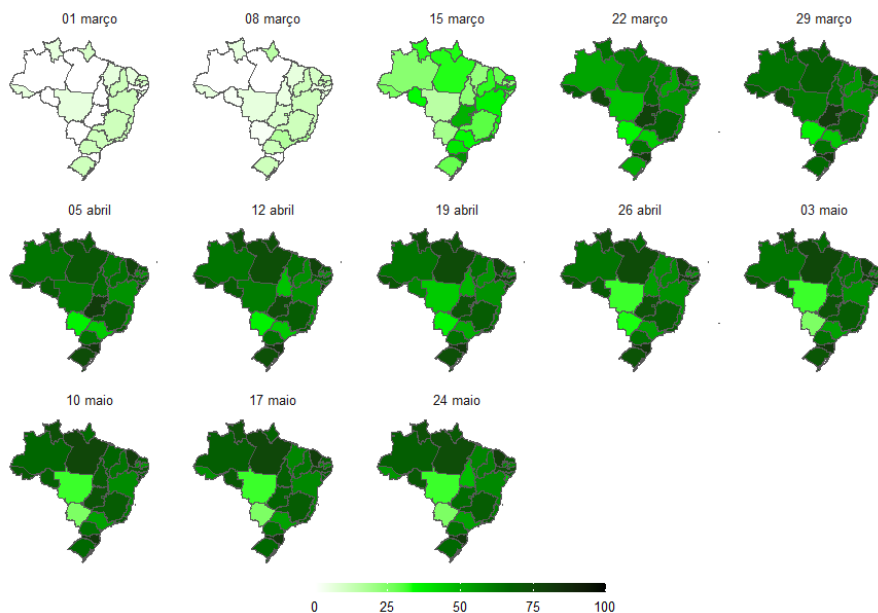 01 março 08 março 15 março 22 março 29 março
05 abril 12 abril 19 abril 26 abril 03 maio
10 maio 17 maio 24 maio
0 25 50 75 100